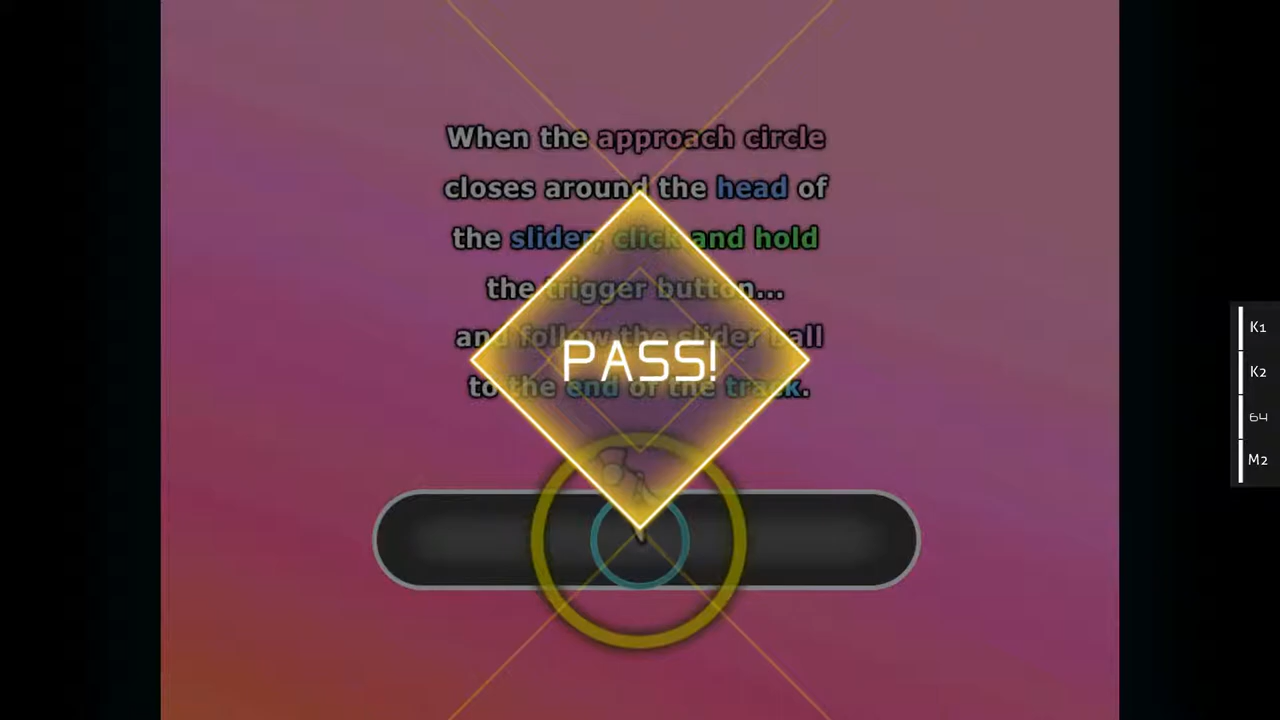 When the approach circle
closes around the head of
the slider, click and hold
the trigger button...
and follow the slider ball
PASS!
to the end of the track.
K1
K2
64
M2